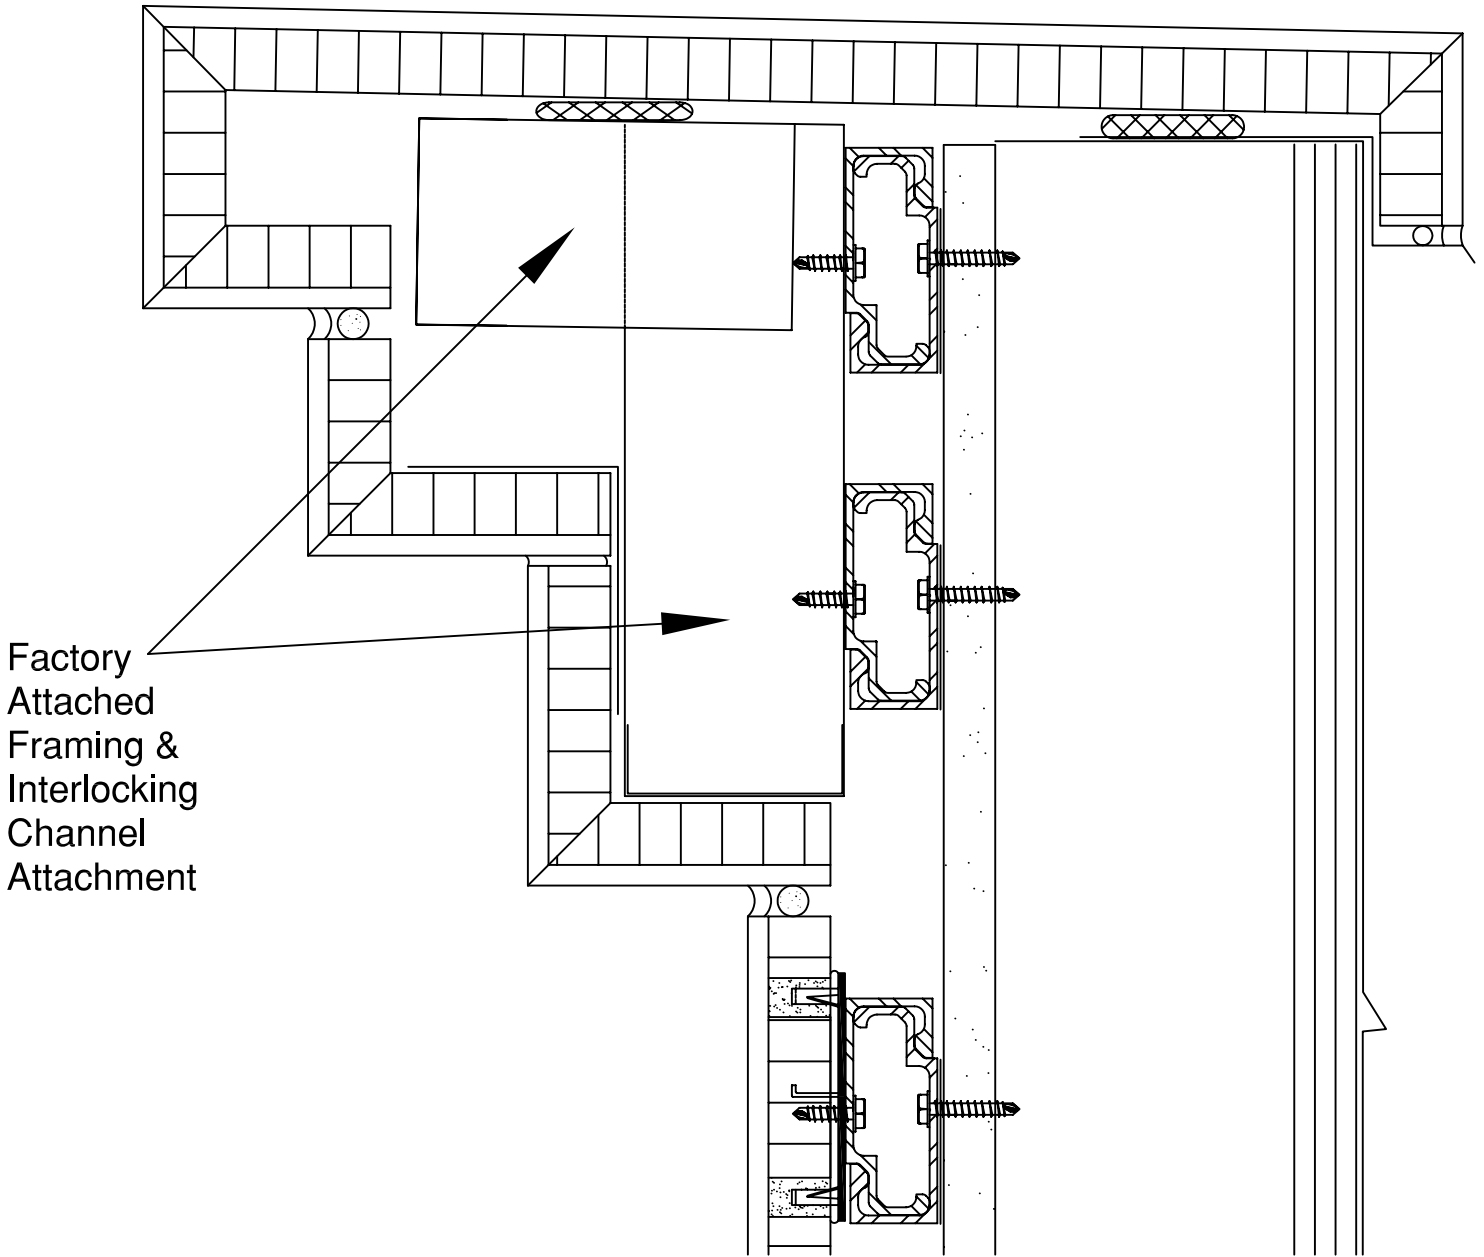 Factory
Attached
Framing &
Interlocking
Channel
Attachment